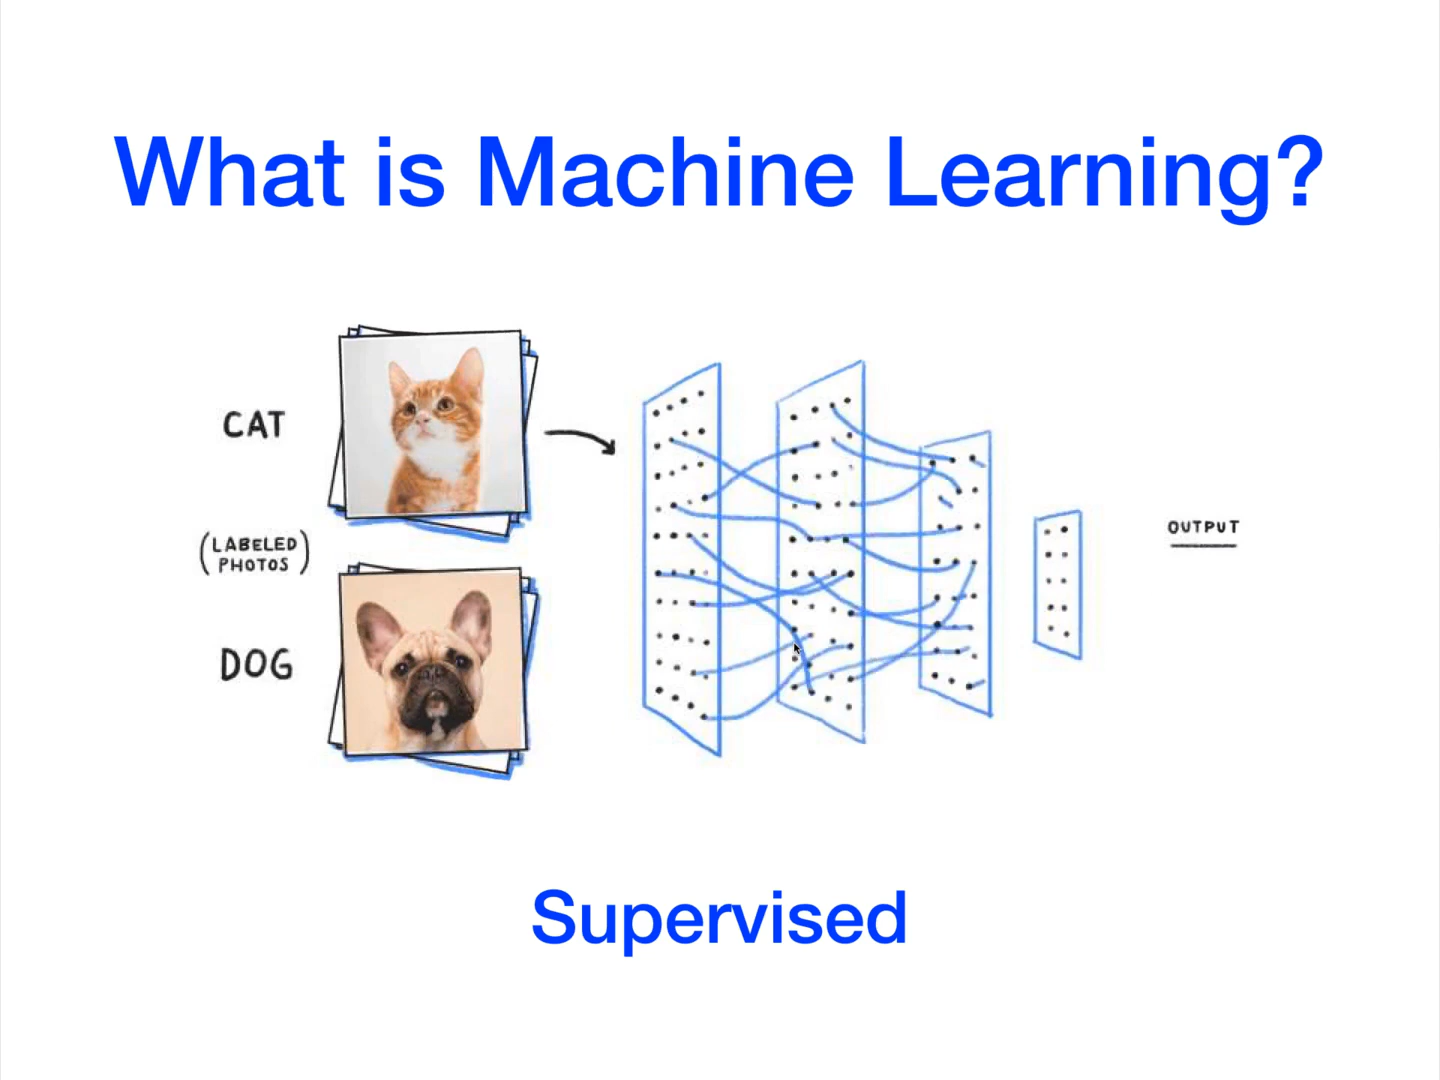 What is Machine Learning?
CAT
(LABELED
PHOTOS)
DOG
OUTPUT
Supervised